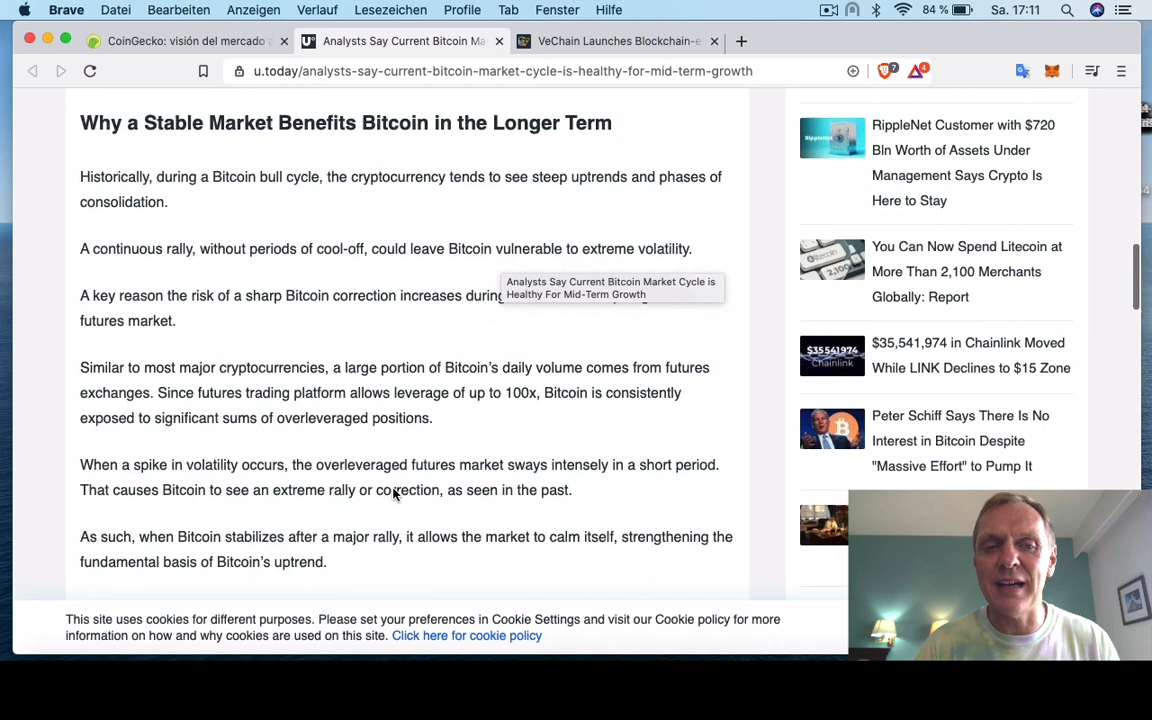 Brave Datei Bearbeiten Anzeigen Verlauf Lesezeichen Profile Tab Fenster Hilfe 84 % Sa. 17:11
CoinGecko: visión del mercado Analysts Say Current Bitcoin Ma VeChain Launches Blockchain-e
u.today/analysts-say-current-bitcoin-market-cycle-is-healthy-for-mid-term-growth 7 4
Why a Stable Market Benefits Bitcoin in the Longer Term
Historically, during a Bitcoin bull cycle, the cryptocurrency tends to see steep uptrends and phases of
consolidation.
A continuous rally, without periods of cool-off, could leave Bitcoin vulnerable to extreme volatility.
Analysts Say Current Bitcoin Market Cycle is
Healthy For Mid-Term Growth
A key reason the risk of a sharp Bitcoin correction increases during
futures market.
Similar to most major cryptocurrencies, a large portion of Bitcoin's daily volume comes from futures
exchanges. Since futures trading platform allows leverage of up to 100x, Bitcoin is consistently
exposed to significant sums of overleveraged positions.
When a spike in volatility occurs, the overleveraged futures market sways intensely in a short period.
That causes Bitcoin to see an extreme rally or correction, as seen in the past.
As such, when Bitcoin stabilizes after a major rally, it allows the market to calm itself, strengthening the
fundamental basis of Bitcoin's uptrend.
RippleNet Customer with $720
Bln Worth of Assets Under
Management Says Crypto Is
Here to Stay
You Can Now Spend Litecoin at
More Than 2,100 Merchants
Globally: Report
$35,541,974 in Chainlink Moved
While LINK Declines to $15 Zone
Peter Schiff Says There Is No
Interest in Bitcoin Despite
"Massive Effort" to Pump It
RippleNet
litecoin
2,100
$35541974
Chainlink
This site uses cookies for different purposes. Please set your preferences in Cookie Settings and visit our Cookie policy for more
information on how and why cookies are used on this site. Click here for cookie policy